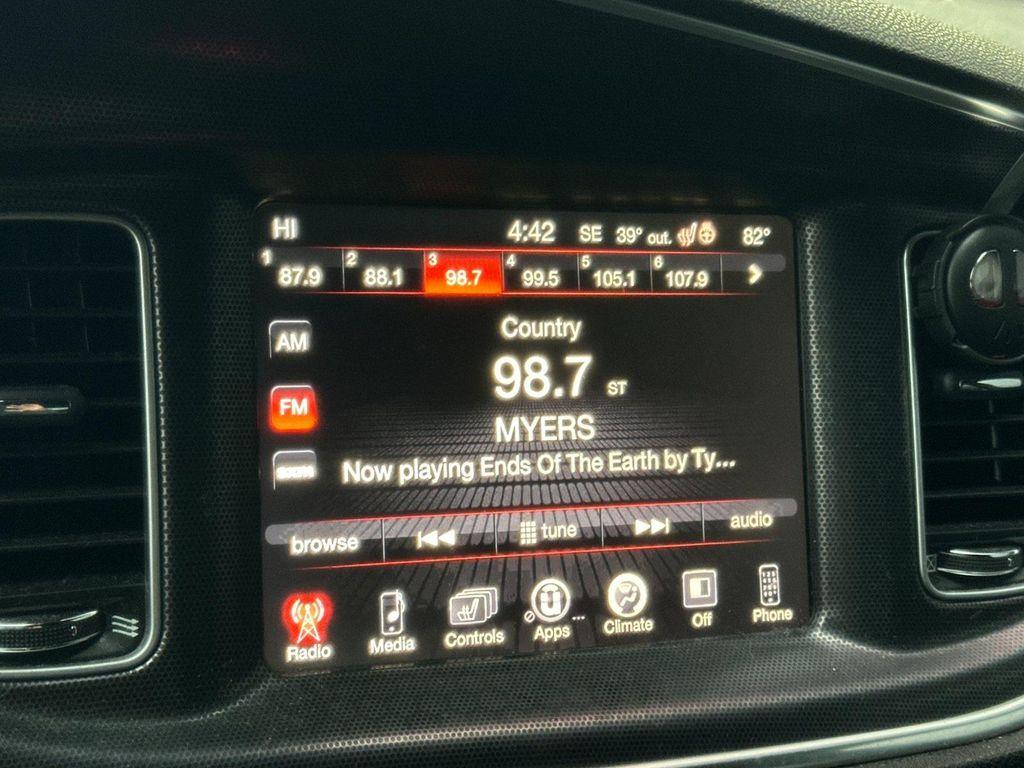 HI 4:42 SE 39° out. 82°
1 87.9 2 88.1 3 98.7 4 99.5 5 105.1 6 107.9
Country
AM
98.7 ST
FM
MYERS
Now playing Ends Of The Earth by Ty...
browse tune audio
Radio Media Controls Apps ... Climate Off Phone